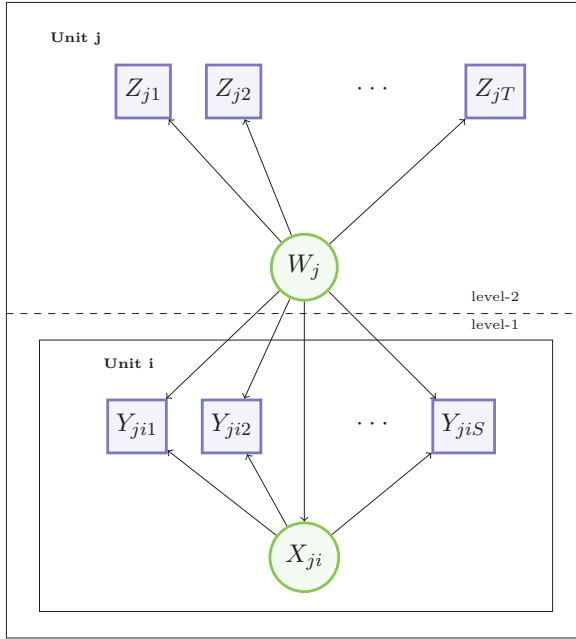 Unit j
Z_{j1} Z_{j2} ⋯ Z_{jT}
W_j
level-2
level-1
Unit i
Y_{ji1} Y_{ji2} ⋯ Y_{jiS}
X_{ji}